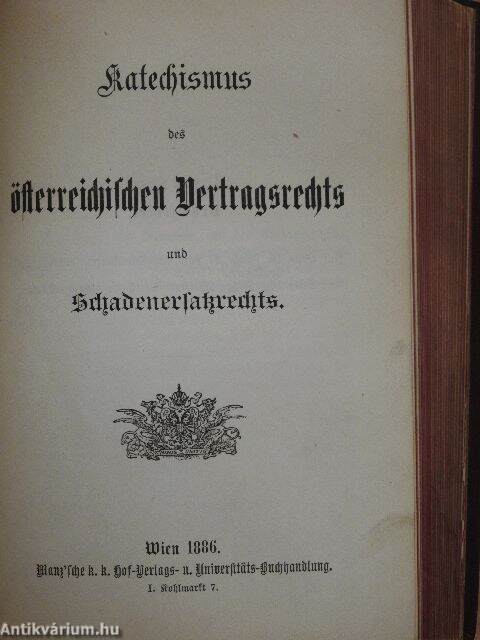 Katechismus
des
österreichischen Vertragsrechts
und
Schadenersatzrechts.
Wien 1886.
Manz'sche k. k. Hof-Verlags- u. Universitäts-Buchhandlung.
I. Kohlmarkt 7.
Antikvárium.hu